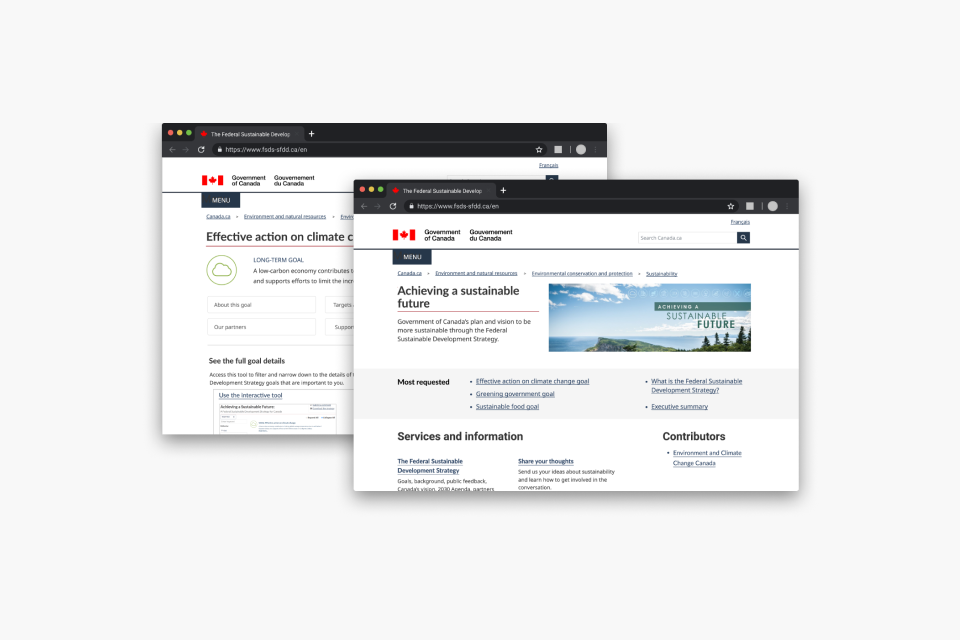 The Federal Sustainable Develop
https://www.fsds-sfdd.ca/en
Français
Government
of Canada
Gouvernement
du Canada
MENU
Canada.ca
Environment and natural resources
Effective action on climate c
LONG-TERM GOAL
A low-carbon economy contributes t
and supports efforts to limit the incr
About this goal
Targets
Our partners
Suppor
See the full goal details
Access this tool to filter and narrow down to the details of
Development Strategy goals that are important to you.
Use the interactive tool
Achieving a Sustainable Future:
The Federal Sustainable Develop
https://www.fsds-sfdd.ca/en
Français
Government
of Canada
Gouvernement
du Canada
Search Canada.ca
MENU
Canada.ca • Environment and natural resources • Environmental conservation and protection • Sustainability
Achieving a sustainable
future
Government of Canada's plan and vision to be
more sustainable through the Federal
Sustainable Development Strategy.
ACHIEVING A
SUSTAINABLE
FUTURE
Most requested
• Effective action on climate change goal
• Greening government goal
• Sustainable food goal
• What is the Federal Sustainable
Development Strategy?
• Executive summary
Services and information
The Federal Sustainable
Development Strategy
Goals, background, public feedback,
Canada's vision, 2030 Agenda, partners
Share your thoughts
Send us your ideas about sustainability
and learn how to get involved in the
conversation.
Contributors
• Environment and Climate
Change Canada